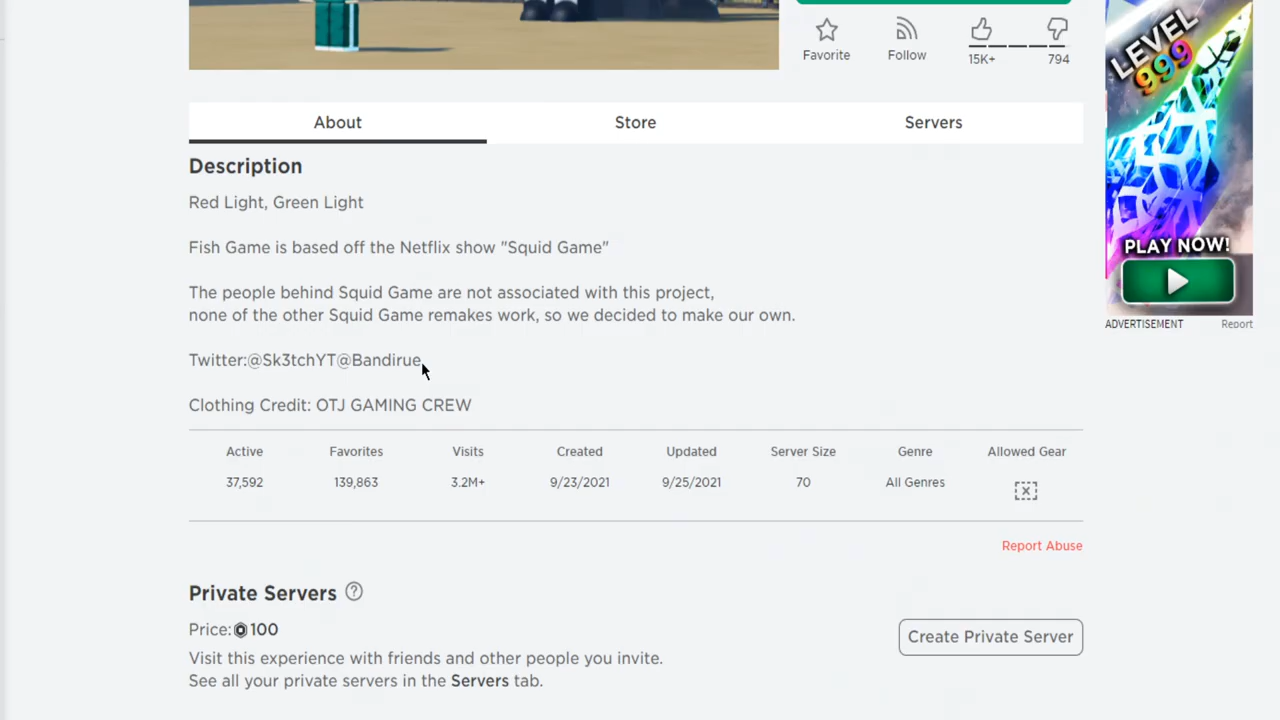 Favorite
Follow
15K+
794
About
Store
Servers
Description
Red Light, Green Light
Fish Game is based off the Netflix show "Squid Game"
The people behind Squid Game are not associated with this project,
none of the other Squid Game remakes work, so we decided to make our own.
Twitter:@Sk3tchYT@Bandirue
Clothing Credit: OTJ GAMING CREW
Active
Favorites
Visits
Created
Updated
Server Size
Genre
Allowed Gear
37,592
139,863
3.2M+
9/23/2021
9/25/2021
70
All Genres
Report Abuse
Private Servers
Price: 100
Create Private Server
Visit this experience with friends and other people you invite.
See all your private servers in the Servers tab.
LEVEL
999
PLAY NOW!
ADVERTISEMENT
Report